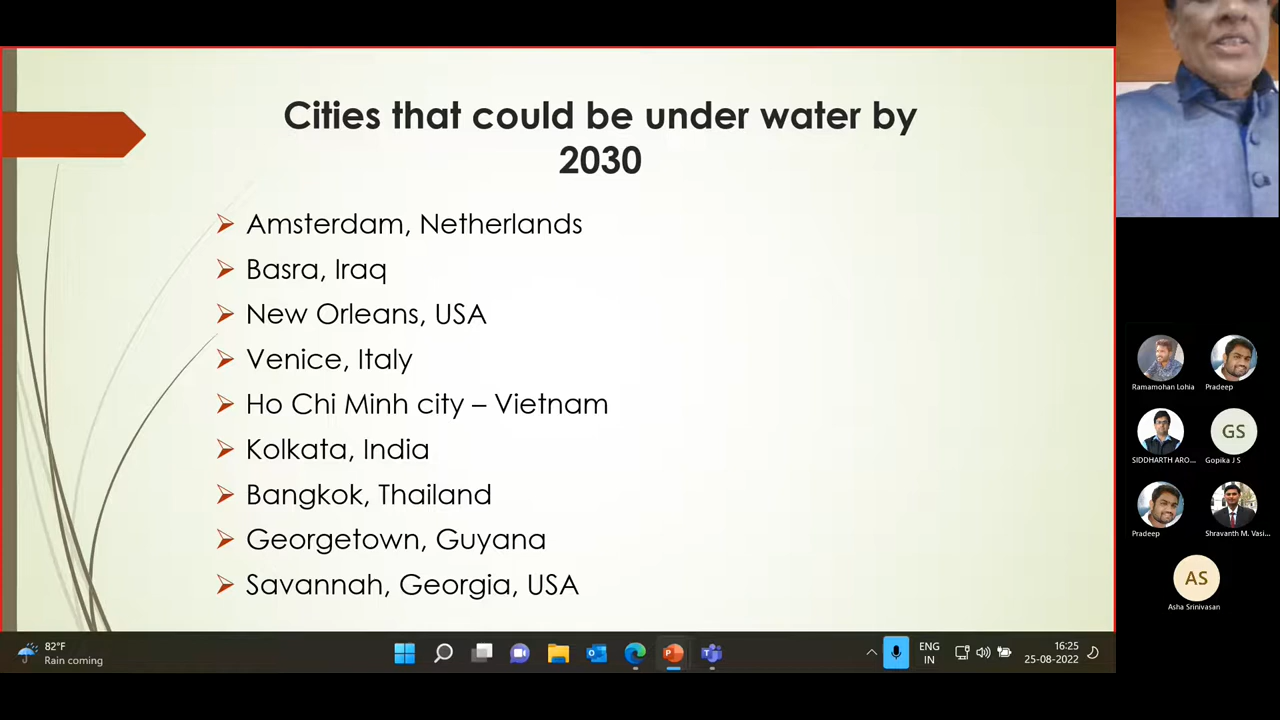 Cities that could be under water by
2030
Amsterdam, Netherlands
Basra, Iraq
New Orleans, USA
Venice, Italy
Ho Chi Minh city – Vietnam
Kolkata, India
Bangkok, Thailand
Georgetown, Guyana
Savannah, Georgia, USA
Ramamohan Lohia
Pradeep
SIDDHARTH ARO...
GS
Gopika J S
Pradeep
Shravanth M. Vasi...
AS
Asha Srinivasan
82°F
Rain coming
ENG
IN
16:25
25-08-2022